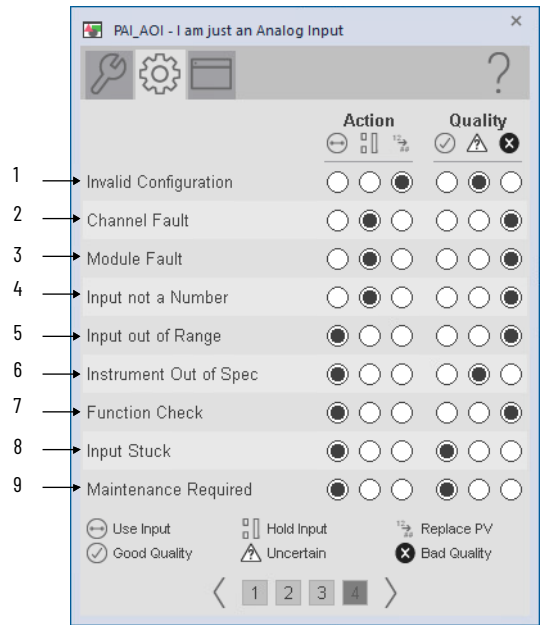 PAI_AOI - I am just an Analog Input
Action Quality
1 Invalid Configuration
2 Channel Fault
3 Module Fault
4 Input not a Number
5 Input out of Range
6 Instrument Out of Spec
7 Function Check
8 Input Stuck
9 Maintenance Required
Use Input Hold Input Replace PV
Good Quality Uncertain Bad Quality
1 2 3 4